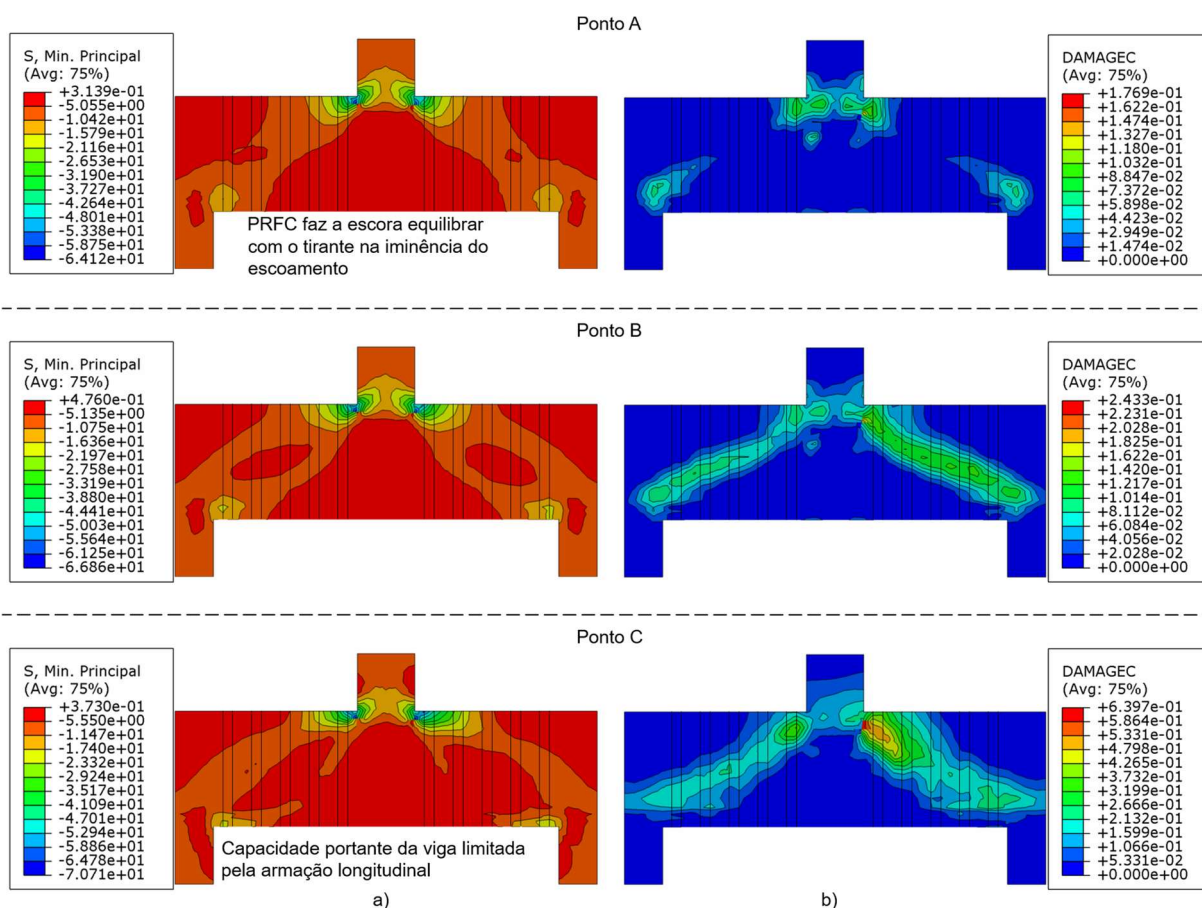 Ponto A
S, Min. Principal
(Avg: 75%)
+3.139e-01
-5.055e+00
-1.042e+01
-1.579e+01
-2.116e+01
-2.653e+01
-3.190e+01
-3.727e+01
-4.264e+01
-4.801e+01
-5.338e+01
-5.875e+01
-6.412e+01
PRFC faz a escora equilibrar
com o tirante na iminência do
escoamento
DAMAGEC
(Avg: 75%)
+1.769e-01
+1.622e-01
+1.474e-01
+1.327e-01
+1.180e-01
+1.032e-01
+8.847e-02
+7.372e-02
+5.898e-02
+4.423e-02
+2.949e-02
+1.474e-02
+0.000e+00
Ponto B
S, Min. Principal
(Avg: 75%)
+4.760e-01
-5.135e+00
-1.075e+01
-1.636e+01
-2.197e+01
-2.758e+01
-3.319e+01
-3.880e+01
-4.441e+01
-5.003e+01
-5.564e+01
-6.125e+01
-6.686e+01
DAMAGEC
(Avg: 75%)
+2.433e-01
+2.231e-01
+2.028e-01
+1.825e-01
+1.622e-01
+1.420e-01
+1.217e-01
+1.014e-01
+8.112e-02
+6.084e-02
+4.056e-02
+2.028e-02
+0.000e+00
Ponto C
S, Min. Principal
(Avg: 75%)
+3.730e-01
-5.550e+00
-1.147e+01
-1.740e+01
-2.332e+01
-2.924e+01
-3.517e+01
-4.109e+01
-4.701e+01
-5.294e+01
-5.886e+01
-6.478e+01
-7.071e+01
Capacidade portante da viga limitada
pela armação longitudinal
DAMAGEC
(Avg: 75%)
+6.397e-01
+5.864e-01
+5.331e-01
+4.798e-01
+4.265e-01
+3.732e-01
+3.199e-01
+2.666e-01
+2.132e-01
+1.599e-01
+1.066e-01
+5.331e-02
+0.000e+00
a)
b)